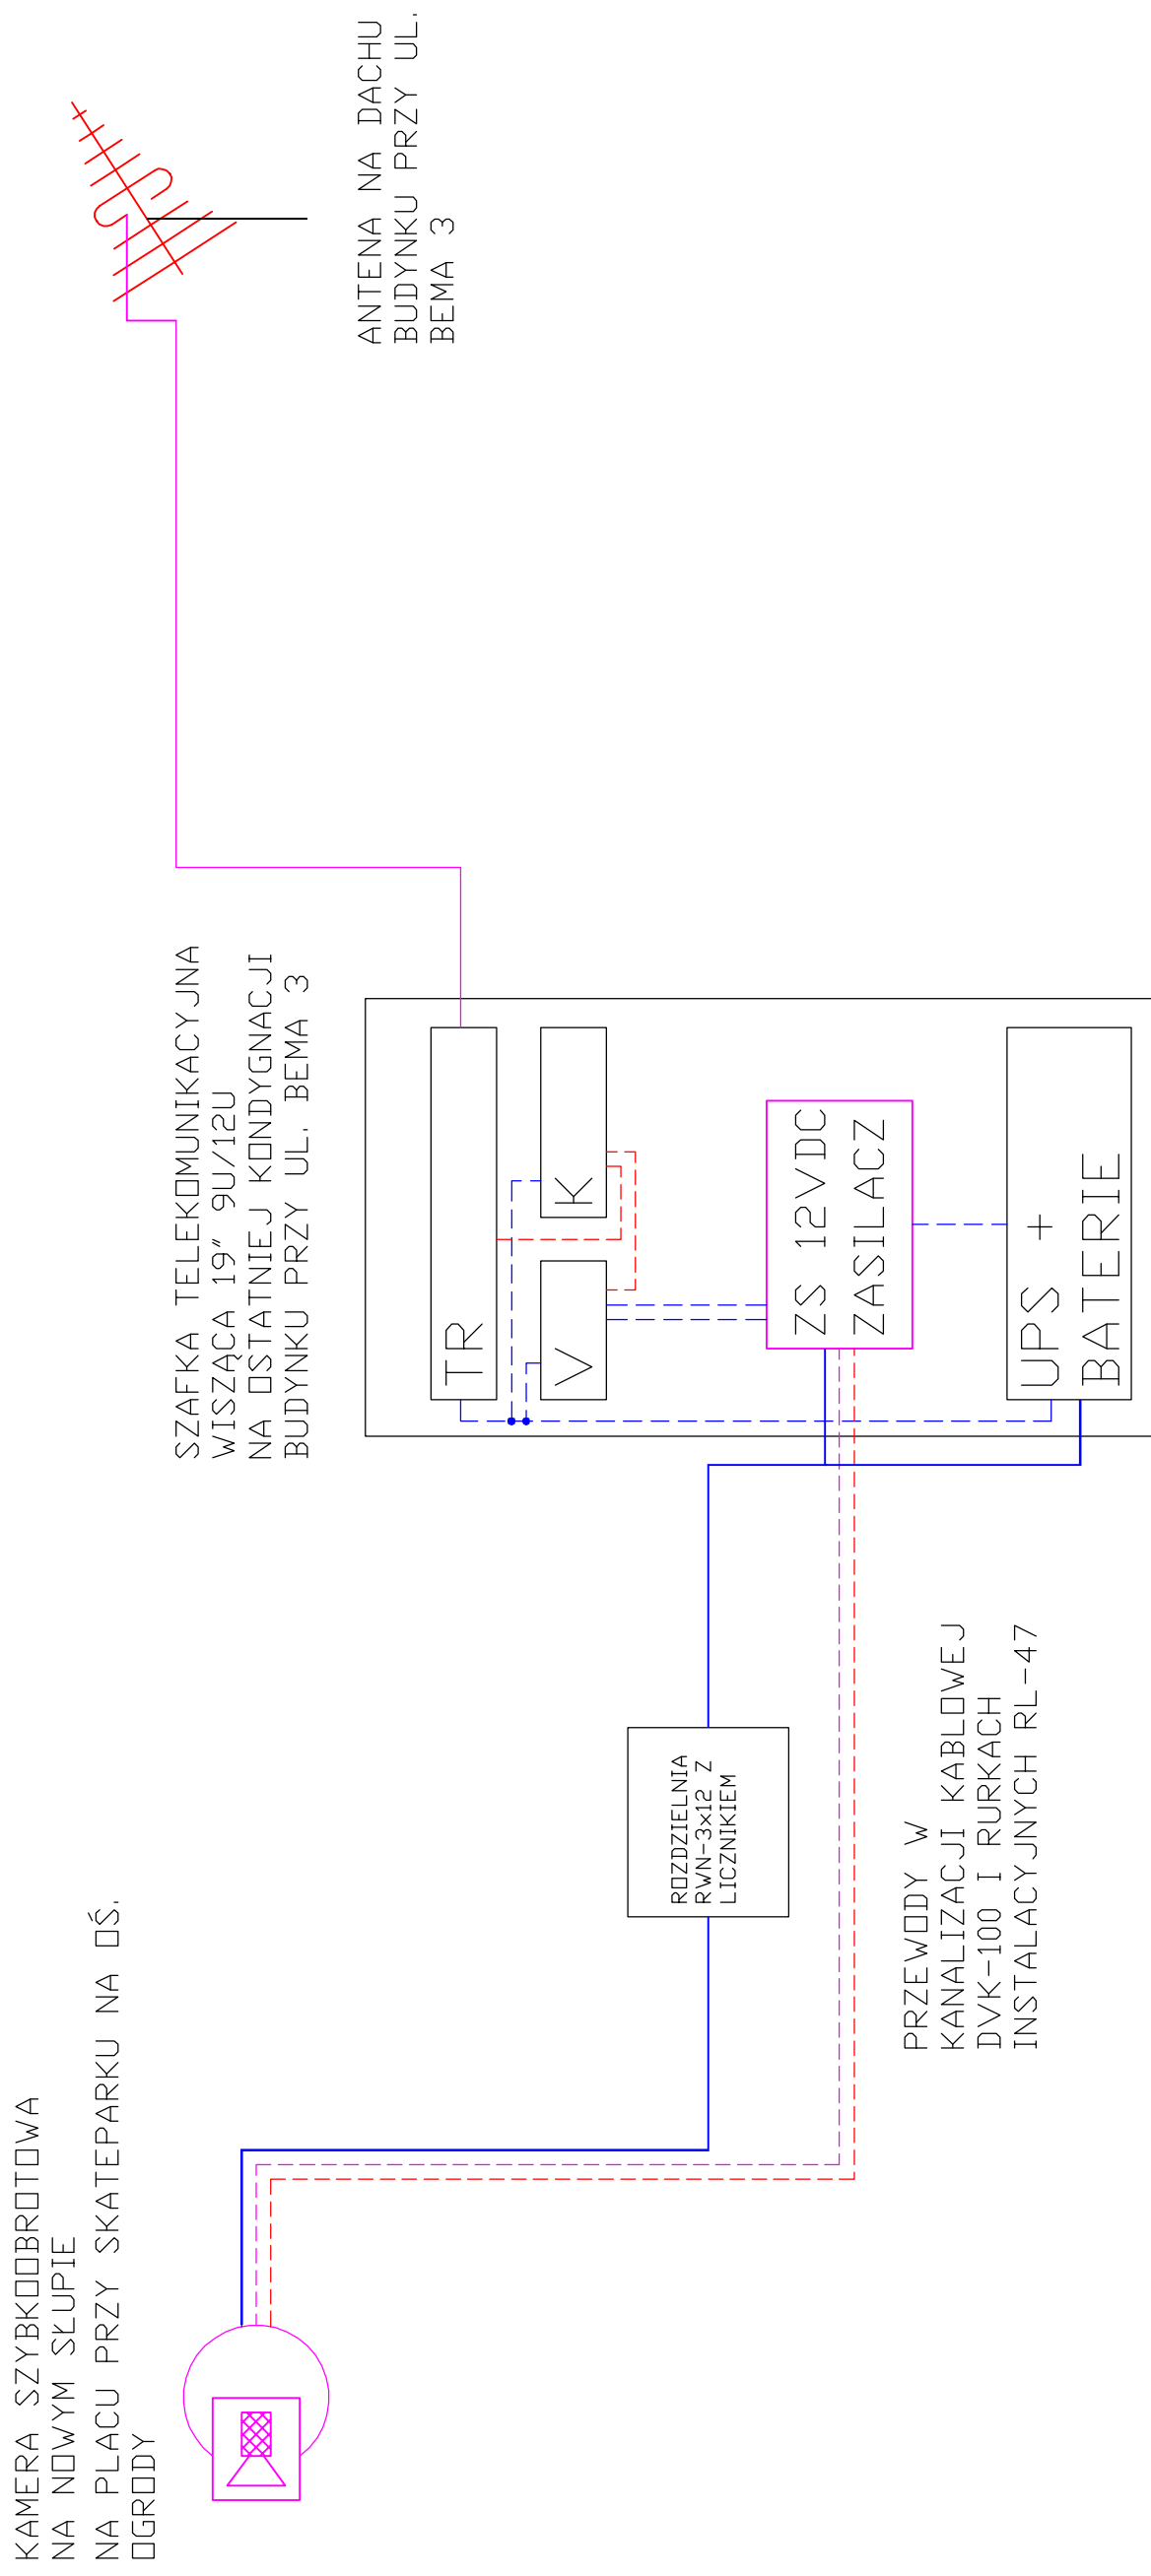 KAMERA SZYBKOOBROTOWA
NA NOWYM SŁUPIE
NA PLACU PRZY SKATEPARKU NA OŚ.
OGRODY
SZAFKA TELEKOMUNIKACYJNA
WISZĄCA 19" 9U/12U
NA OSTATNIEJ KONDYGNACJI
BUDYNKU PRZY UL. BEMA 3
ANTENA NA DACHU
BUDYNKU PRZY UL.
BEMA 3
TR
V
K
ROZDZIELNIA
RWN-3x12 Z
LICZNIKIEM
ZS 12VDC
ZASILACZ
PRZEWODY W
KANALIZACJI KABLOWEJ
DVK-100 I RURKACH
INSTALACYJNYCH RL-47
UPS +
BATERIE